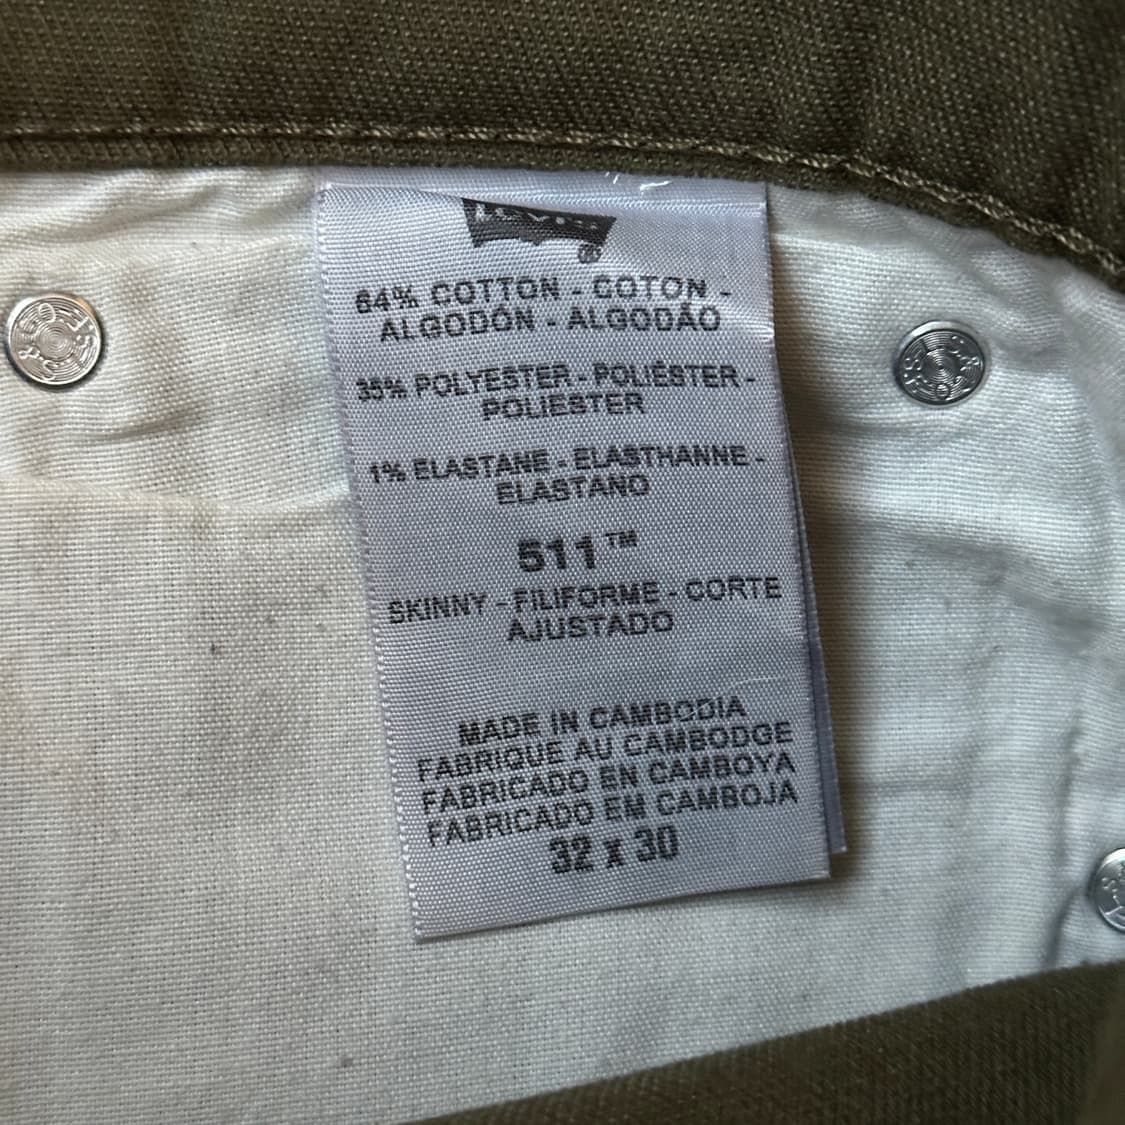 Levi's
®
64% COTTON - COTON -
ALGODÓN - ALGODÃO
35% POLYESTER - POLIÉSTER -
POLIESTER
1% ELASTANE - ELASTHANNE -
ELASTANO
511™
SKINNY - FILIFORME - CORTE
AJUSTADO
MADE IN CAMBODIA
FABRIQUE AU CAMBODGE
FABRICADO EN CAMBOYA
FABRICADO EM CAMBOJA
32 x 30